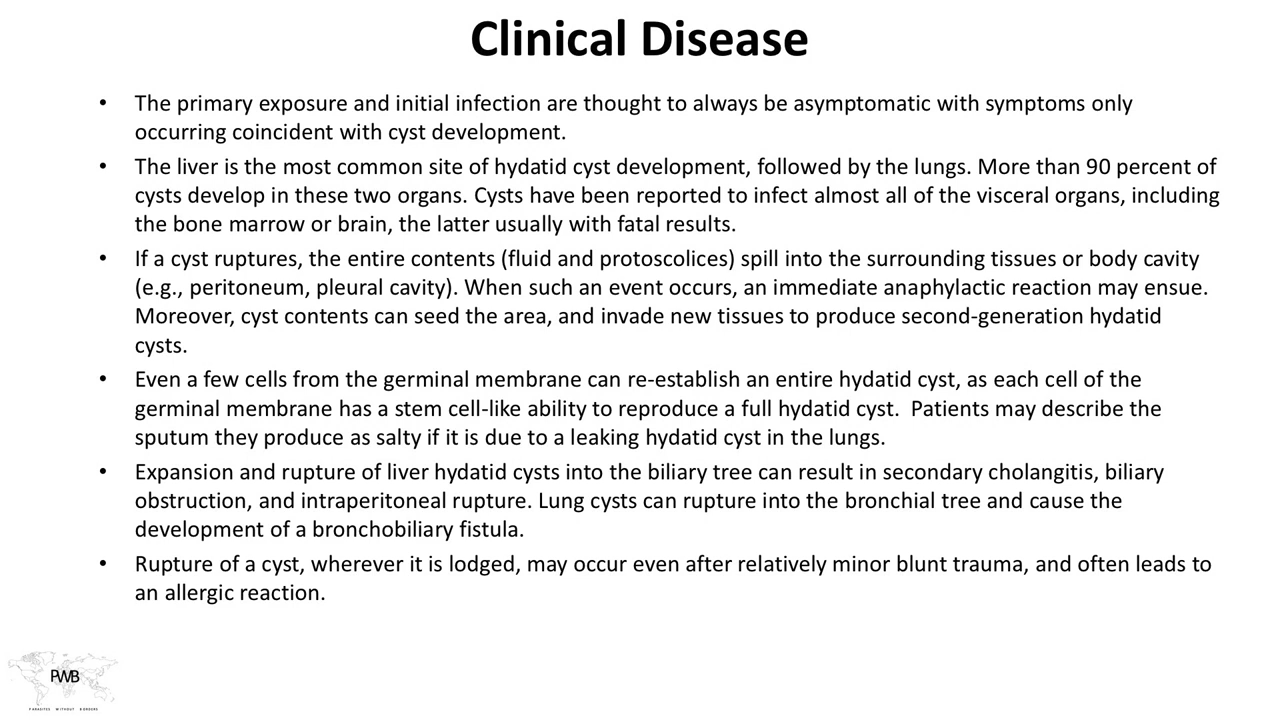 Clinical Disease
• The primary exposure and initial infection are thought to always be asymptomatic with symptoms only
occurring coincident with cyst development.
• The liver is the most common site of hydatid cyst development, followed by the lungs. More than 90 percent of
cysts develop in these two organs. Cysts have been reported to infect almost all of the visceral organs, including
the bone marrow or brain, the latter usually with fatal results.
• If a cyst ruptures, the entire contents (fluid and protoscolices) spill into the surrounding tissues or body cavity
(e.g., peritoneum, pleural cavity). When such an event occurs, an immediate anaphylactic reaction may ensue.
Moreover, cyst contents can seed the area, and invade new tissues to produce second-generation hydatid
cysts.
• Even a few cells from the germinal membrane can re-establish an entire hydatid cyst, as each cell of the
germinal membrane has a stem cell-like ability to reproduce a full hydatid cyst.  Patients may describe the
sputum they produce as salty if it is due to a leaking hydatid cyst in the lungs.
• Expansion and rupture of liver hydatid cysts into the biliary tree can result in secondary cholangitis, biliary
obstruction, and intraperitoneal rupture. Lung cysts can rupture into the bronchial tree and cause the
development of a bronchobiliary fistula.
• Rupture of a cyst, wherever it is lodged, may occur even after relatively minor blunt trauma, and often leads to
an allergic reaction.
PWB
PARASITES WITHOUT BORDERS